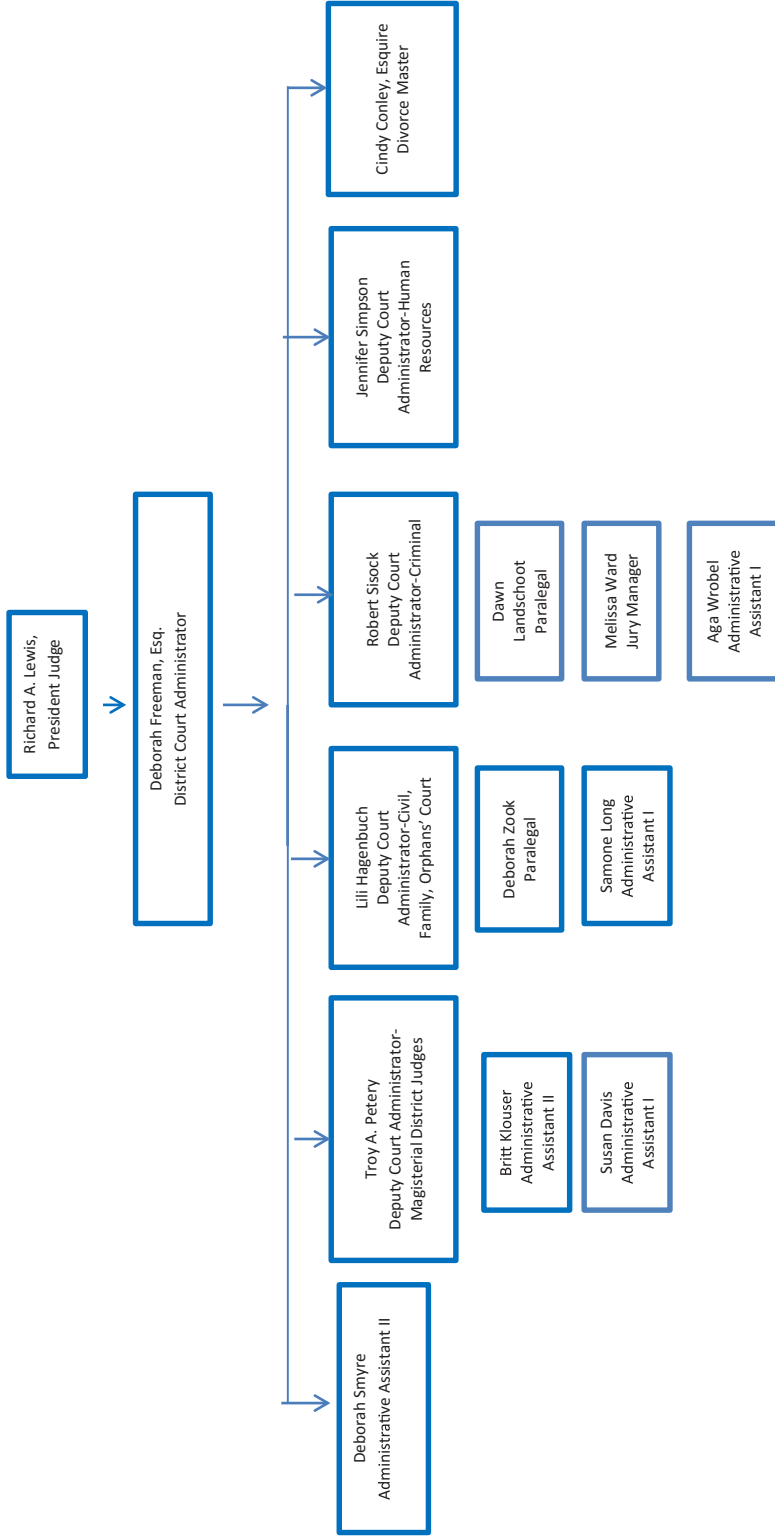 Richard A. Lewis,
President Judge
Deborah Freeman, Esq.
District Court Administrator
Deborah Smyre
Administrative Assistant II
Troy A. Petery
Deputy Court Administrator-
Magisterial District Judges
Lili Hagenbuch
Deputy Court
Administrator-Civil,
Family, Orphans’ Court
Robert Sisock
Deputy Court
Administrator-Criminal
Jennifer Simpson
Deputy Court
Administrator-Human
Resources
Cindy Conley, Esquire
Divorce Master
Britt Klouser
Administrative
Assistant II
Susan Davis
Administrative
Assistant I
Deborah Zook
Paralegal
Samone Long
Administrative
Assistant I
Dawn
Landschoot
Paralegal
Melissa Ward
Jury Manager
Aga Wrobel
Administrative
Assistant I